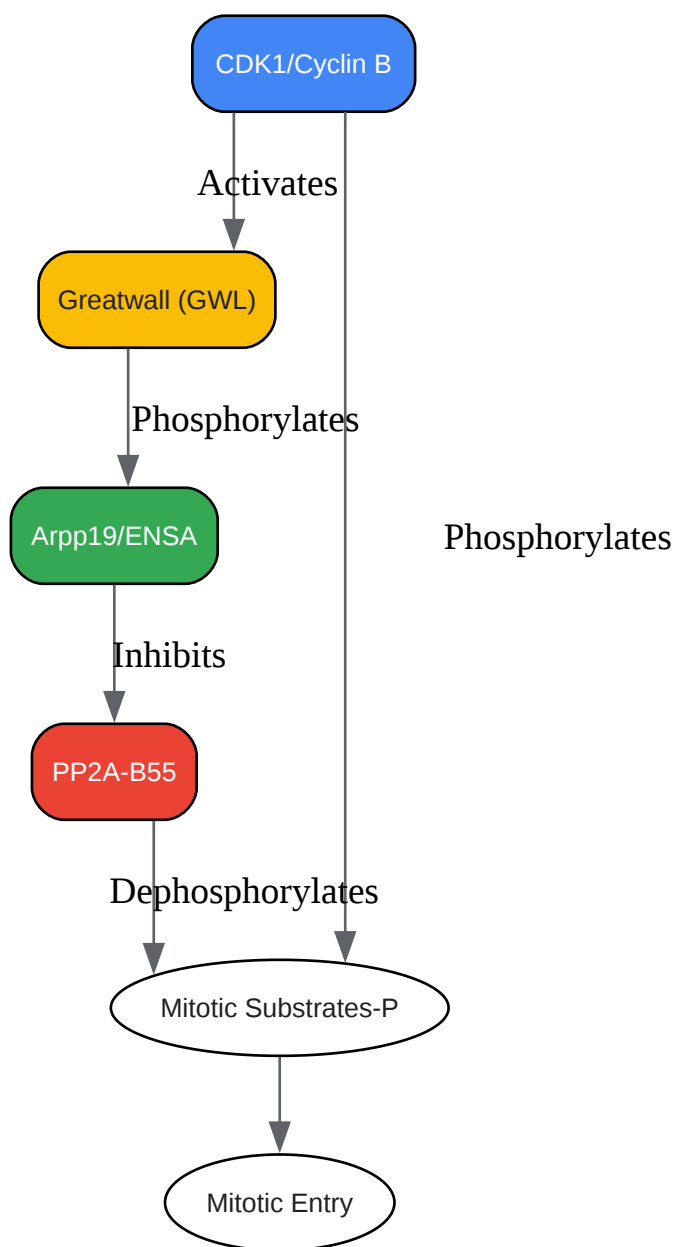 CDK1/Cyclin B
Activates
Greatwall (GWL)
Phosphorylates
Arpp19/ENSA
Phosphorylates
Inhibits
PP2A-B55
Dephosphorylates
Mitotic Substrates-P
Mitotic Entry